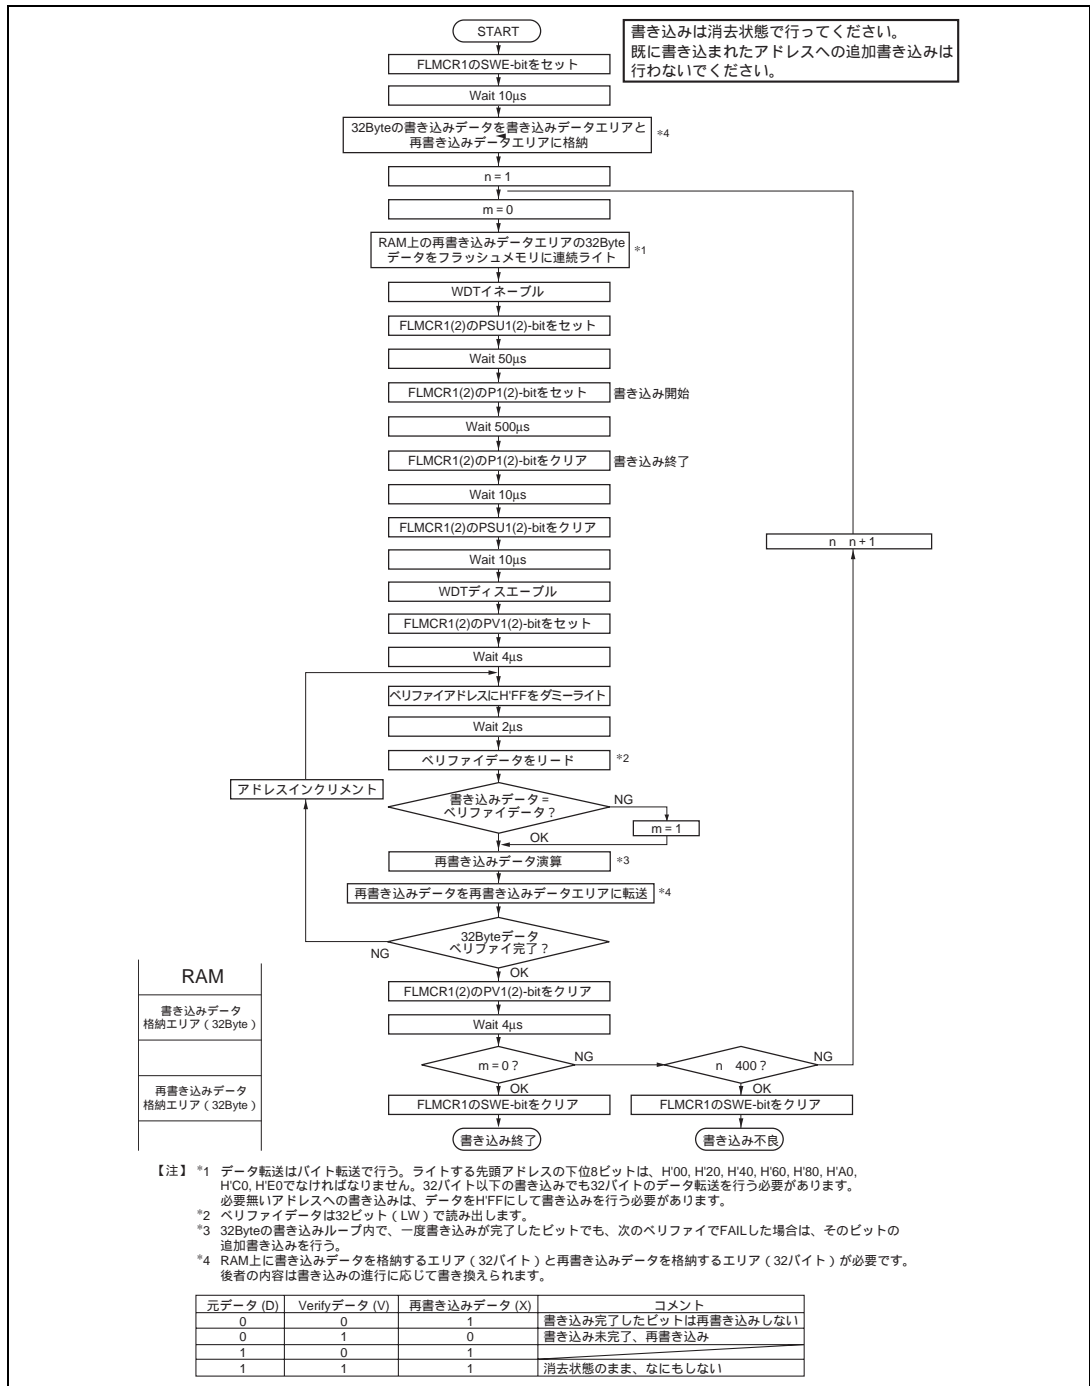 START
書き込みは消去状態で行ってください。
既に書き込まれたアドレスへの追加書き込みは
行わないでください。
FLMCR1のSWE-bitをセット
Wait 10μs
32Byteの書き込みデータを書き込みデータエリアと
再書き込みデータエリアに格納
*4
n = 1
m = 0
RAM上の再書き込みデータエリアの32Byte
データをフラッシュメモリに連続ライト
*1
WDTイネーブル
FLMCR1(2)のPSU1(2)-bitをセット
Wait 50μs
FLMCR1(2)のP1(2)-bitをセット 書き込み開始
Wait 500μs
FLMCR1(2)のP1(2)-bitをクリア 書き込み終了
Wait 10μs
FLMCR1(2)のPSU1(2)-bitをクリア
n n + 1
Wait 10μs
WDTディスエーブル
FLMCR1(2)のPV1(2)-bitをセット
Wait 4μs
ベリファイアドレスにH'FFをダミーライト
Wait 2μs
ベリファイデータをリード *2
アドレスインクリメント
書き込みデータ =
ベリファイデータ ?
NG
m = 1
OK
再書き込みデータ演算 *3
再書き込みデータを再書き込みデータエリアに転送 *4
32Byteデータ
ベリファイ完了 ?
NG
OK
RAM
FLMCR1(2)のPV1(2)-bitをクリア
書き込みデータ
格納エリア ( 32Byte )
Wait 4μs
m = 0 ?
NG
n 400 ?
NG
OK
OK
再書き込みデータ
格納エリア ( 32Byte )
FLMCR1のSWE-bitをクリア
FLMCR1のSWE-bitをクリア
書き込み終了
書き込み不良
【注】 *1 データ転送はバイト転送で行う。ライトする先頭アドレスの下位8ビットは、H'00, H'20, H'40, H'60, H'80, H'A0,
H'C0, H'E0でなければなりません。32バイト以下の書き込みでも32バイトのデータ転送を行う必要があります。
必要無いアドレスへの書き込みは、データをH'FFにして書き込みを行う必要があります。
*2 ベリファイデータは32ビット ( LW ) で読み出します。
*3 32Byteの書き込みループ内で、一度書き込みが完了したビットでも、次のベリファイでFAILした場合は、そのビットの
追加書き込みを行う。
*4 RAM上に書き込みデータを格納するエリア ( 32バイト ) と再書き込みデータを格納するエリア ( 32バイト ) が必要です。
後者の内容は書き込みの進行に応じて書き換えられます。
元データ (D) Verifyデータ (V) 再書き込みデータ (X) コメント
0 0 1 書き込み完了したビットは再書き込みしない
0 1 0 書き込み未完了、再書き込み
1 0 1
1 1 1 消去状態のまま、なにもしない